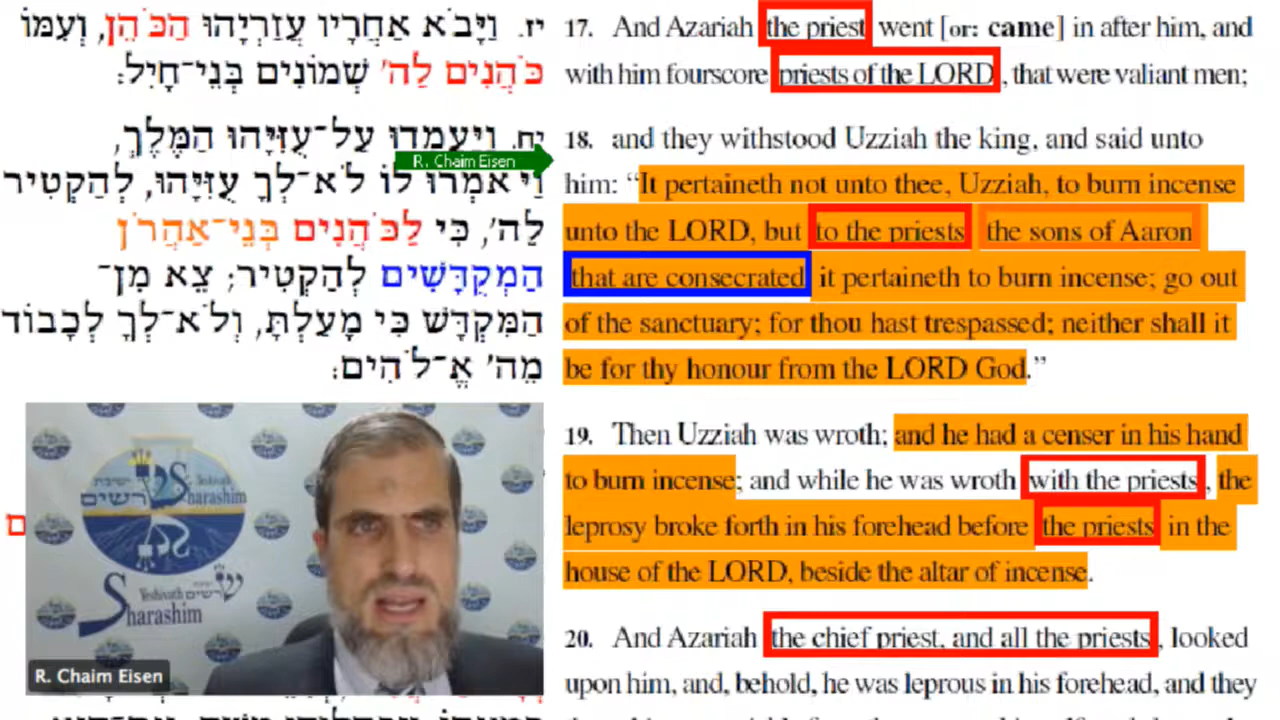 יז. וַיָּבֹא אַחֲרָיו עֲזַרְיָהוּ הַכֹּהֵן, וְעִמּוֹ
כֹּהֲנִים לַה' שְׁמוֹנִים בְּנֵי־חָיִל:
יח. וַיַּעַמְדוּ עַל־עֻזִּיָּהוּ הַמֶּלֶךְ,
לוֹ לֹא־לְךָ עֻזִּיָּהוּ, לְהַקְטִיר
לַה', כִּי לַכֹּהֲנִים בְּנֵי־אַהֲרֹן
הַמְקֻדָּשִׁים לְהַקְטִיר; צֵא מִן־
הַמִּקְדָּשׁ כִּי מָעַלְתָּ, וְלֹא־לְךָ לְכָבוֹד
מֵה' אֱ־לֹהִים:
R. Chaim Eisen
17. And Azariah the priest went [or: came] in after him, and
with him fourscore priests of the LORD, that were valiant men;
18. and they withstood Uzziah the king, and said unto
him: “It pertaineth not unto thee, Uzziah, to burn incense
unto the LORD, but to the priests the sons of Aaron
that are consecrated it pertaineth to burn incense; go out
of the sanctuary; for thou hast trespassed; neither shall it
be for thy honour from the LORD God.”
19. Then Uzziah was wroth; and he had a censer in his hand
to burn incense; and while he was wroth with the priests, the
leprosy broke forth in his forehead before the priests in the
house of the LORD, beside the altar of incense.
20. And Azariah the chief priest, and all the priests, looked
upon him, and, behold, he was leprous in his forehead, and they
ישיבת
שרשים
Yeshivath
Sharashim
Yeshivath שרשים
Sharashim
R. Chaim Eisen